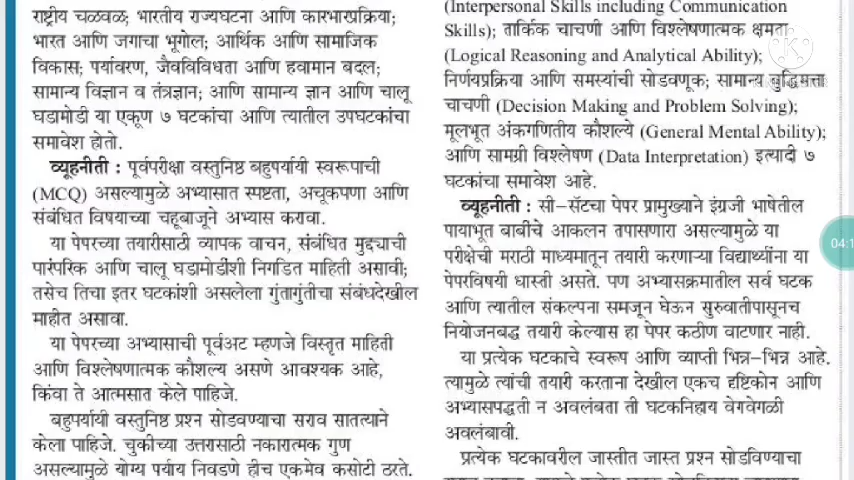 राष्ट्रीय चळवळ; भारतीय राज्यघटना आणि कारभारप्रक्रिया;
भारत आणि जगाचा भूगोल; आर्थिक आणि सामाजिक
विकास; पर्यावरण, जैवविविधता आणि हवामान बदल;
सामान्य विज्ञान व तंत्रज्ञान; आणि सामान्य ज्ञान आणि चालू
घडामोडी या एकूण ७ घटकांचा आणि त्यातील उपघटकांचा
समावेश होतो.
व्यूहनीती : पूर्वपरीक्षा वस्तुनिष्ठ बहुपर्यायी स्वरूपाची
(MCQ) असल्यामुळे अभ्यासात स्पष्टता, अचूकपणा आणि
संबंधित विषयाच्या चहूबाजूने अभ्यास करावा.
या पेपरच्या तयारीसाठी व्यापक वाचन, संबंधित मुद्द्याची
पारंपरिक आणि चालू घडामोडींशी निगडित माहिती असावी;
तसेच तिचा इतर घटकांशी असलेला गुंतागुंतीचा संबंधदेखील
माहीत असावा.
या पेपरच्या अभ्यासाची पूर्वअट म्हणजे विस्तृत माहिती
आणि विश्लेषणात्मक कौशल्य असणे आवश्यक आहे,
किंवा ते आत्मसात केले पाहिजे.
बहुपर्यायी वस्तुनिष्ठ प्रश्न सोडवण्याचा सराव सातत्याने
केला पाहिजे. चुकीच्या उत्तरासाठी नकारात्मक गुण
असल्यामुळे योग्य पर्याय निवडणे हीच एकमेव कसोटी ठरते.
(Interpersonal Skills including Communication
Skills); तार्किक चाचणी आणि विश्लेषणात्मक क्षमता
(Logical Reasoning and Analytical Ability);
निर्णयप्रक्रिया आणि समस्यांची सोडवणूक; सामान्य बुद्धिमत्ता
चाचणी (Decision Making and Problem Solving);
मूलभूत अंकगणितीय कौशल्ये (General Mental Ability);
आणि सामग्री विश्लेषण (Data Interpretation) इत्यादी ७
घटकांचा समावेश आहे.
व्यूहनीती : सी-सॅटचा पेपर प्रामुख्याने इंग्रजी भाषेतील
पायाभूत बाबींचे आकलन तपासणारा असल्यामुळे या
परीक्षेची मराठी माध्यमातून तयारी करणाऱ्या विद्यार्थ्यांना या
पेपरविषयी धास्ती असते. पण अभ्यासक्रमातील सर्व घटक
आणि त्यातील संकल्पना समजून घेऊन सुरुवातीपासूनच
नियोजनबद्ध तयारी केल्यास हा पेपर कठीण वाटणार नाही.
या प्रत्येक घटकाचे स्वरूप आणि व्याप्ती भिन्न-भिन्न आहे.
त्यामुळे त्यांची तयारी करताना देखील एकच दृष्टिकोन आणि
अभ्यासपद्धती न अवलंबता ती घटकनिहाय वेगवेगळी
अवलंबावी.
प्रत्येक घटकावरील जास्तीत जास्त प्रश्न सोडविण्याचा
04:1